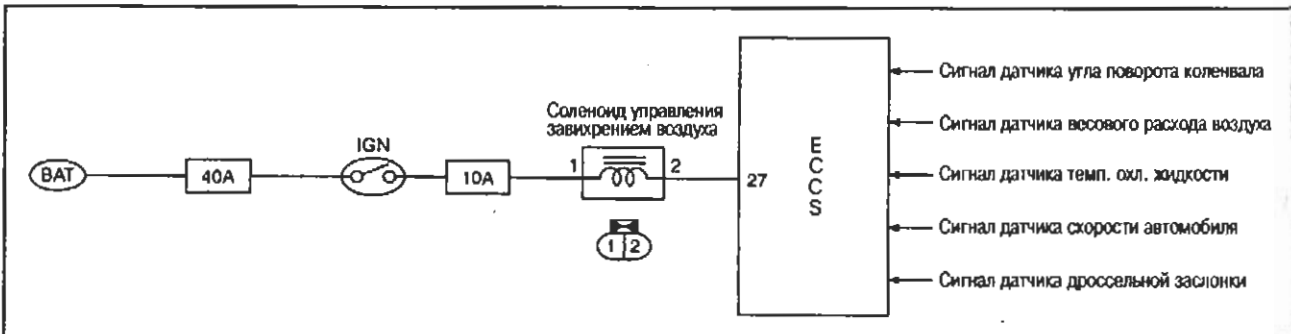 Сигнал датчика угла поворота коленвала
Соленоид управления
завихрением воздуха
Сигнал датчика весового расхода воздуха
IGN
E
C
C
S
BAT
40A
10A
1
2
27
Сигнал датчика темп. охл. жидкости
Сигнал датчика скорости автомобиля
1 2
Сигнал датчика дроссельной заслонки